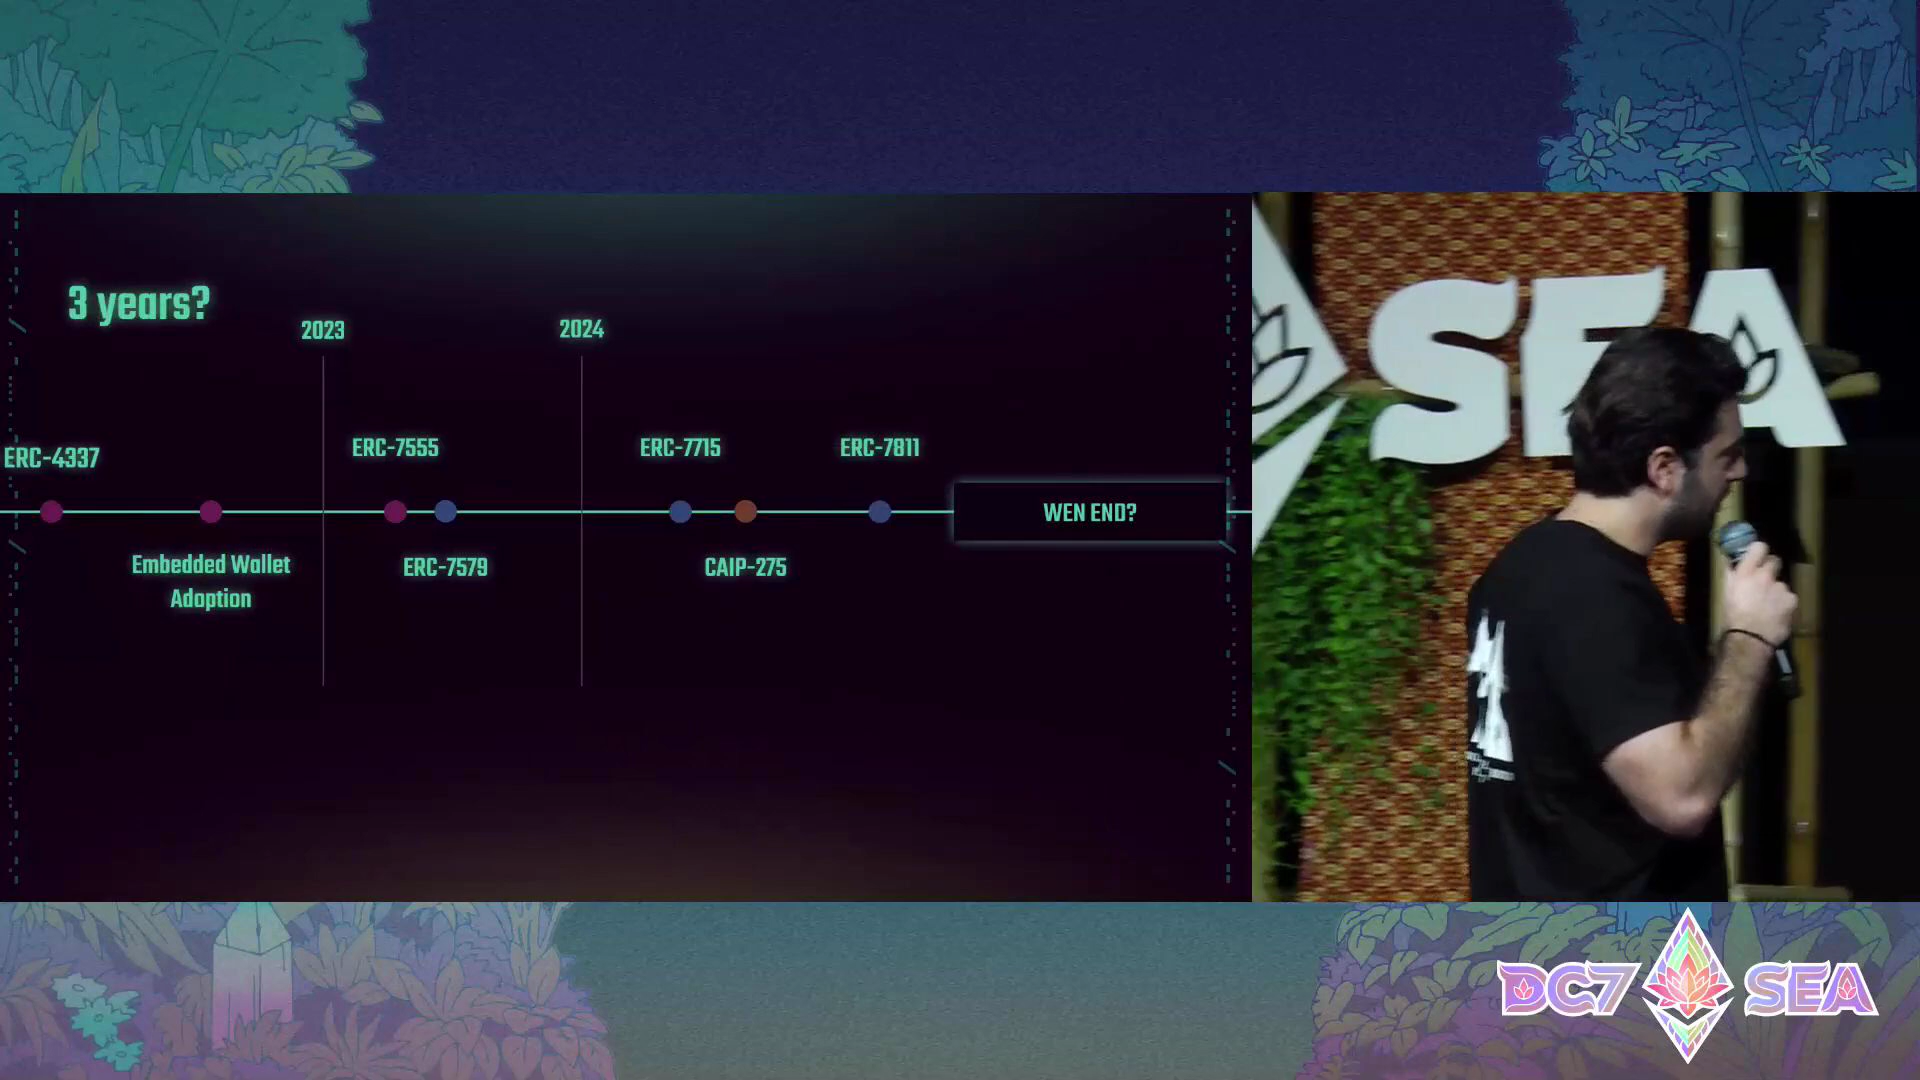 3 years?
2023
2024
ERC-4337
ERC-7555
ERC-7715
ERC-7811
WEN END?
Embedded Wallet
Adoption
ERC-7579
CAIP-275
SEA
DC7 SEA